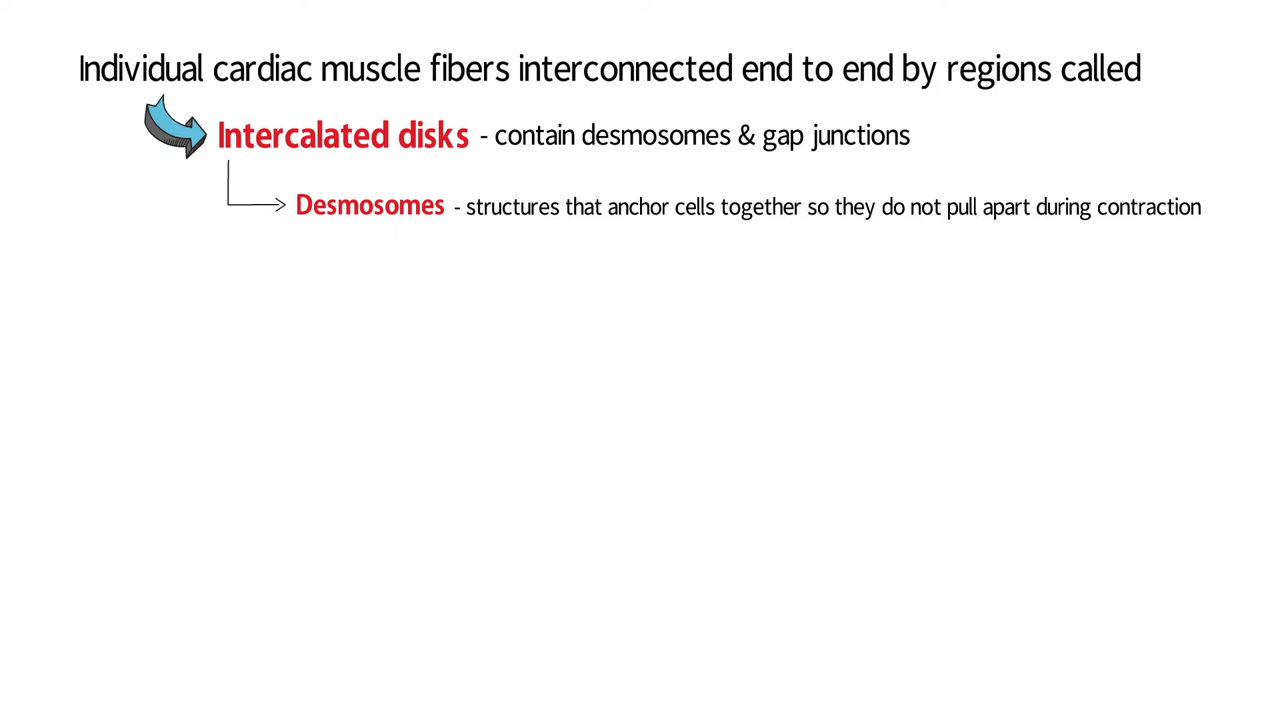 Individual cardiac muscle fibers interconnected end to end by regions called
Intercalated disks - contain desmosomes & gap junctions
Desmosomes - structures that anchor cells together so they do not pull apart during contraction